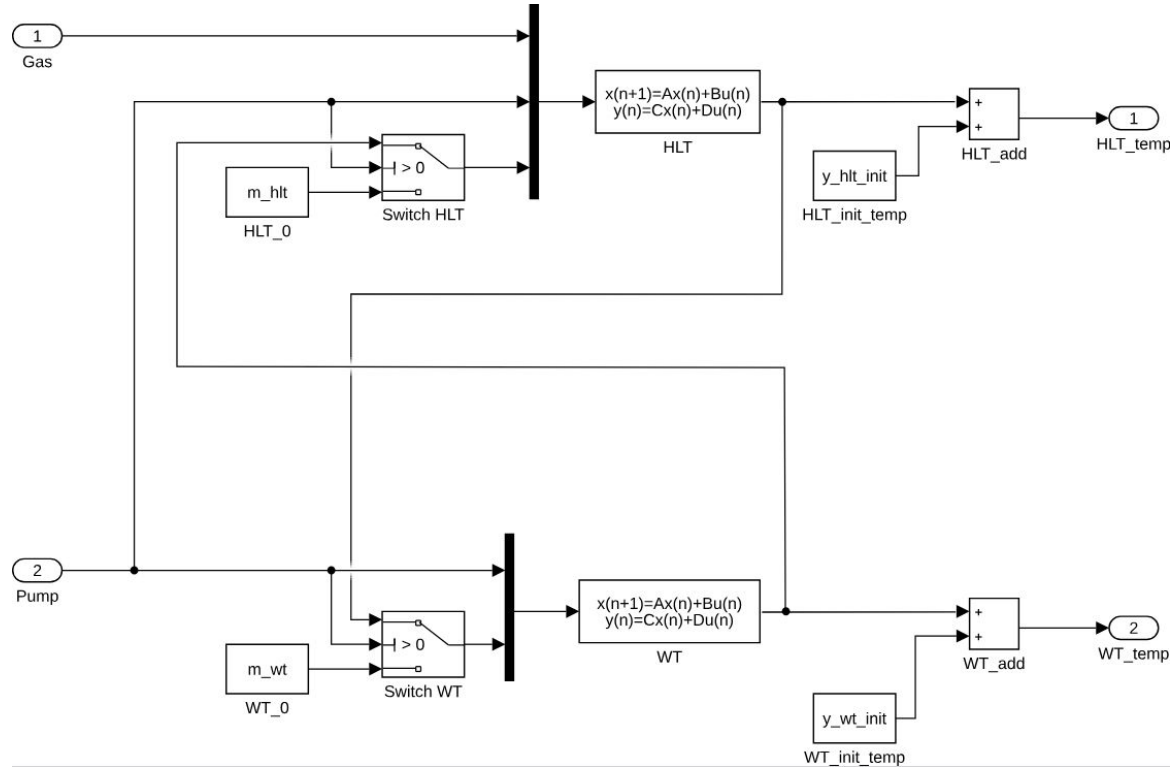 1
Gas
x(n+1)=Ax(n)+Bu(n)
y(n)=Cx(n)+Du(n)
HLT
+
+
HLT_add
1
HLT_temp
m_hlt
HLT_0
> 0
Switch HLT
y_hlt_init
HLT_init_temp
2
Pump
x(n+1)=Ax(n)+Bu(n)
y(n)=Cx(n)+Du(n)
WT
+
+
WT_add
2
WT_temp
m_wt
WT_0
> 0
Switch WT
y_wt_init
WT_init_temp